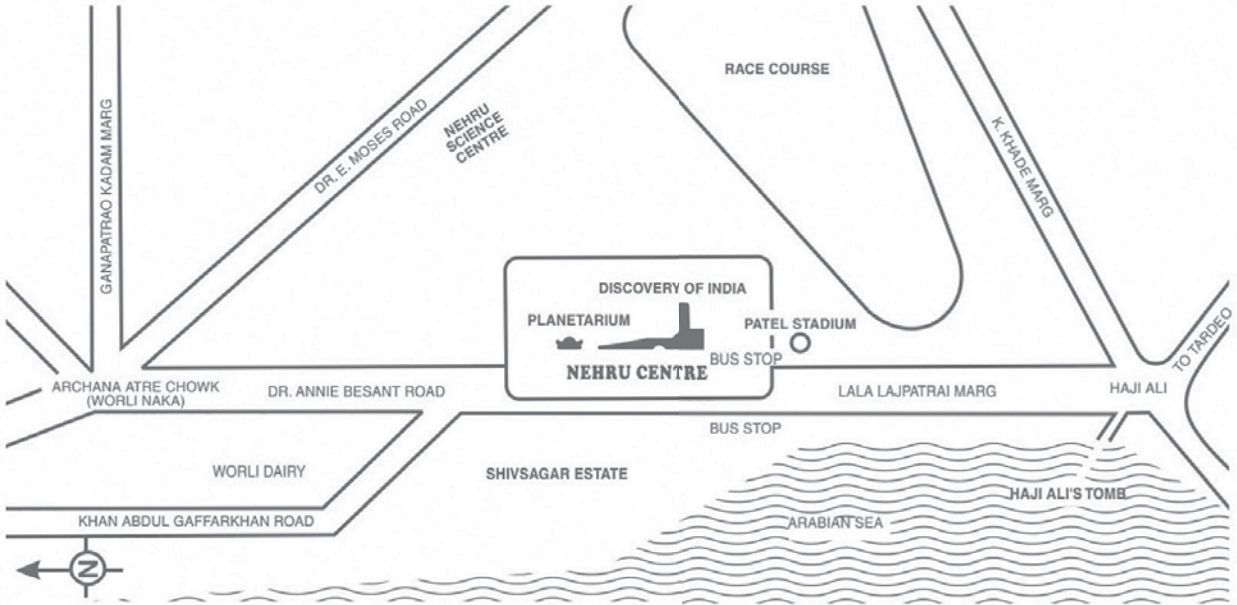 RACE COURSE
GANAPATRAO KADAM MARG
DR. E. MOSES ROAD
NEHRU
SCIENCE
CENTRE
K. KHADE MARG
DISCOVERY OF INDIA
PLANETARIUM
PATEL STADIUM
BUS STOP
NEHRU CENTRE
TO TARDEO
ARCHANA ATRE CHOWK
(WORLI NAKA)
DR. ANNIE BESANT ROAD
LALA LAJPATRAI MARG
HAJI ALI
BUS STOP
WORLI DAIRY
SHIVSAGAR ESTATE
HAJI ALI'S TOMB
KHAN ABDUL GAFFARKHAN ROAD
ARABIAN SEA
N